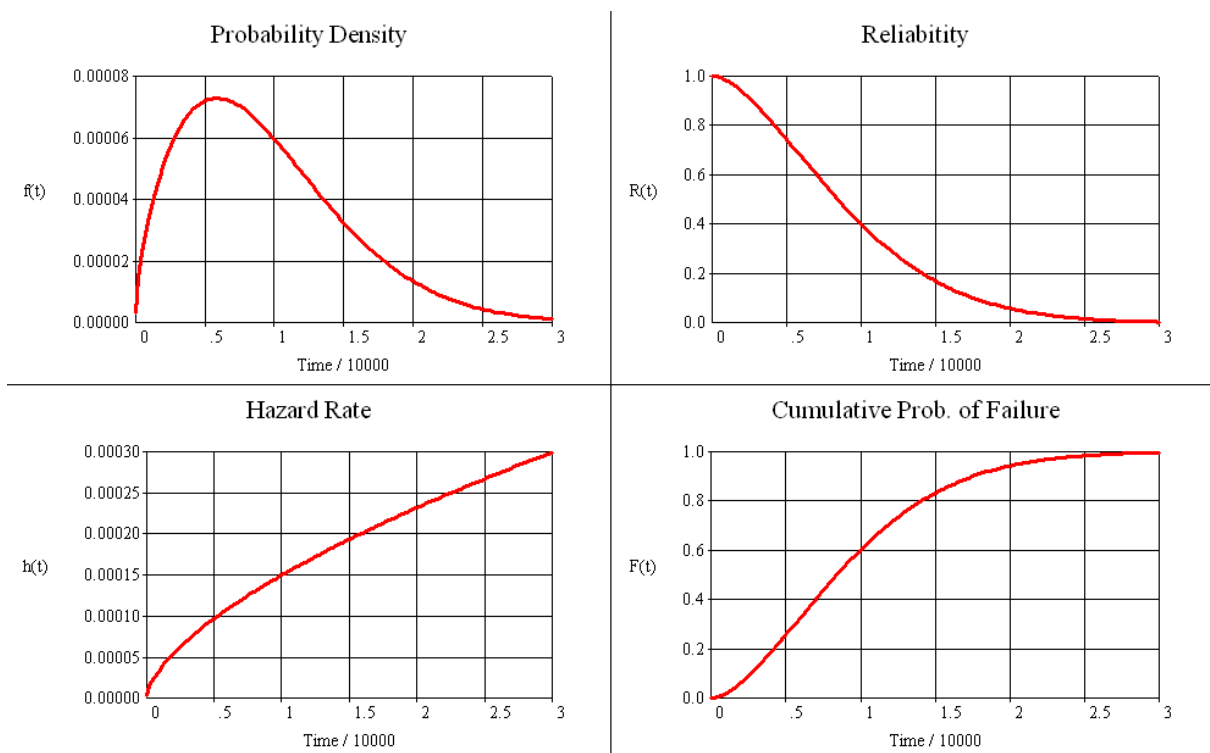 Probability Density
0.00008
0.00006
f(t)
0.00004
0.00002
0.00000
0 .5 1 1.5 2 2.5 3
Time / 10000
Reliabitity
1.0
0.8
0.6
R(t)
0.4
0.2
0.0
0 .5 1 1.5 2 2.5 3
Time / 10000
Hazard Rate
0.00030
0.00025
0.00020
h(t)
0.00015
0.00010
0.00005
0.00000
0 .5 1 1.5 2 2.5 3
Time / 10000
Cumulative Prob. of Failure
1.0
0.8
0.6
F(t)
0.4
0.2
0.0
0 .5 1 1.5 2 2.5 3
Time / 10000